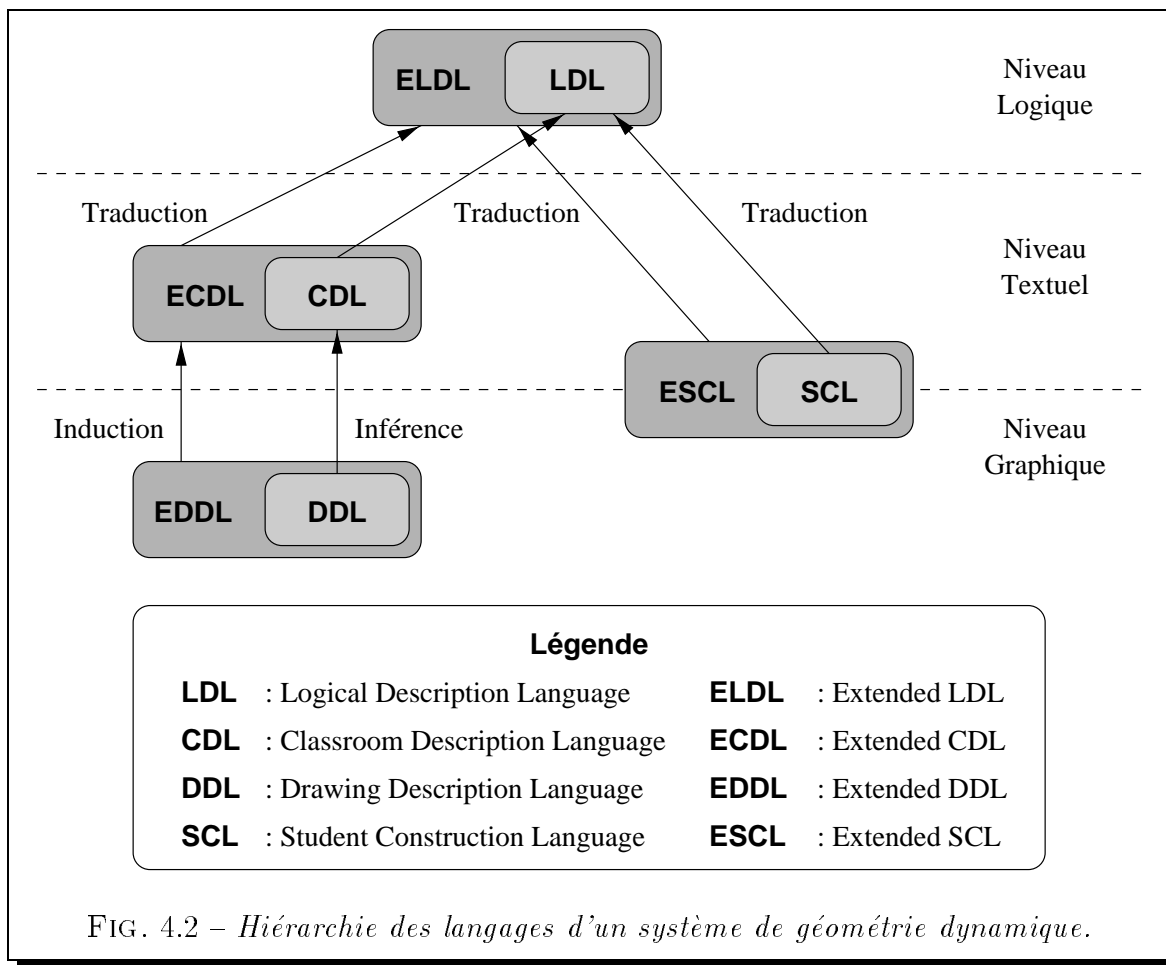 ELDL LDL
Niveau
Logique
Traduction Traduction Traduction
ECDL CDL
Niveau
Textuel
ESCL SCL
Induction Inférence
Niveau
Graphique
EDDL DDL
Légende
LDL : Logical Description Language ELDL : Extended LDL
CDL : Classroom Description Language ECDL : Extended CDL
DDL : Drawing Description Language EDDL : Extended DDL
SCL : Student Construction Language ESCL : Extended SCL
FIG. 4.2 – Hiérarchie des langages d'un système de géométrie dynamique.